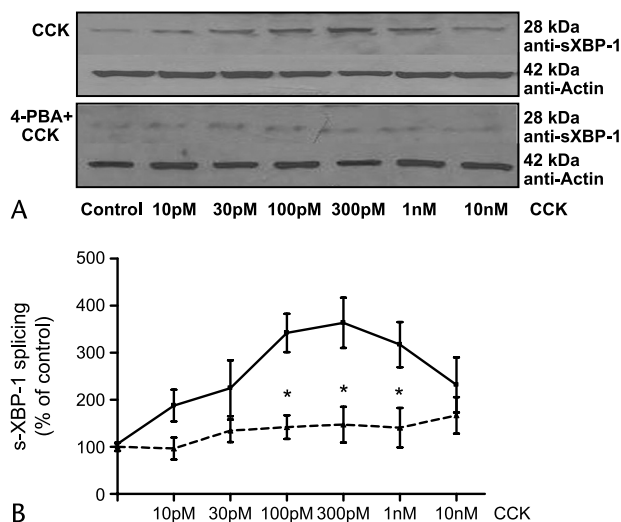 CCK
28 kDa
anti-sXBP-1
42 kDa
anti-Actin
4-PBA+
CCK
28 kDa
anti-sXBP-1
42 kDa
anti-Actin
A
Control 10pM 30pM 100pM 300pM 1nM 10nM CCK
s-XBP-1 splicing
(% of control)
500
400
300
200
100
0
* * *
10pM 30pM 100pM 300pM 1nM 10nM CCK
B